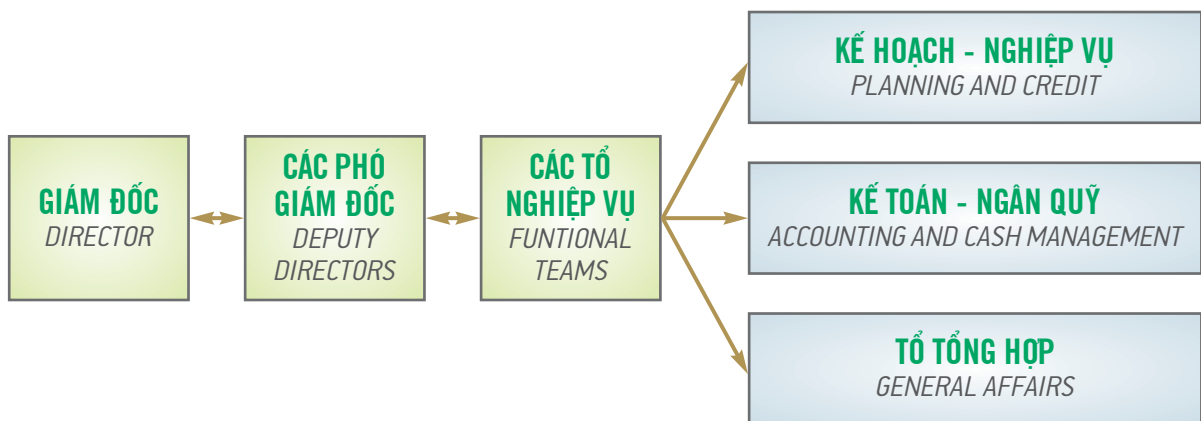 GIÁM ĐỐC
DIRECTOR
CÁC PHÓ
GIÁM ĐỐC
DEPUTY
DIRECTORS
CÁC TỔ
NGHIỆP VỤ
FUNTIONAL
TEAMS
KẾ HOẠCH - NGHIỆP VỤ
PLANNING AND CREDIT
KẾ TOÁN - NGÂN QUỸ
ACCOUNTING AND CASH MANAGEMENT
TỔ TỔNG HỢP
GENERAL AFFAIRS